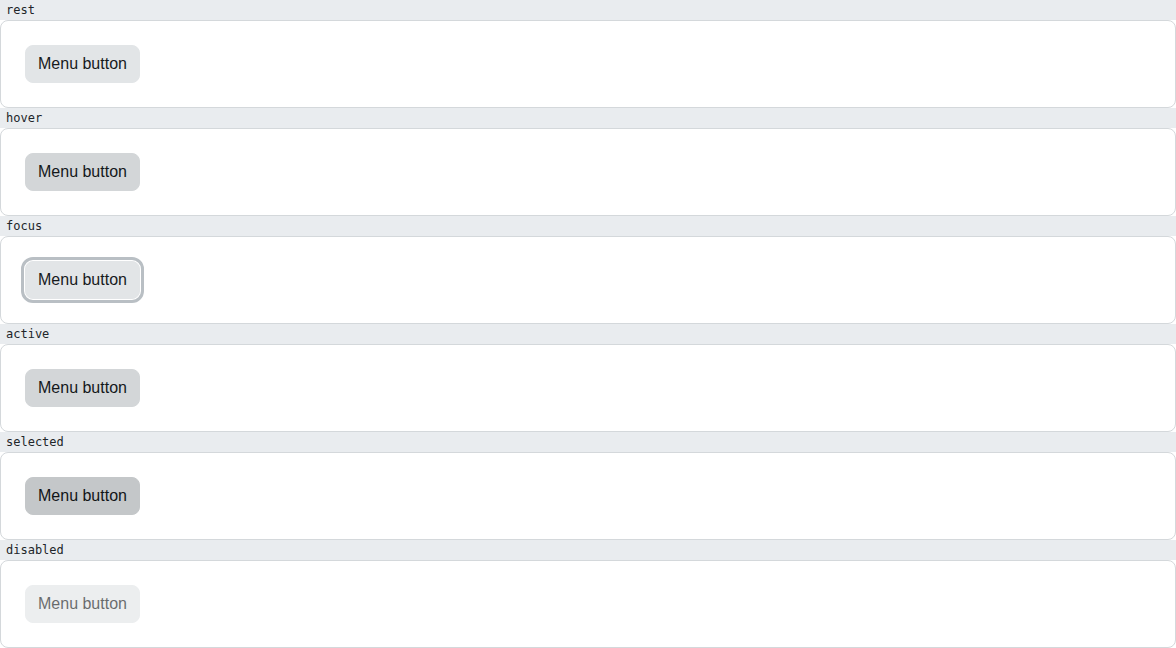 rest
Menu button
hover
Menu button
focus
Menu button
active
Menu button
selected
Menu button
disabled
Menu button